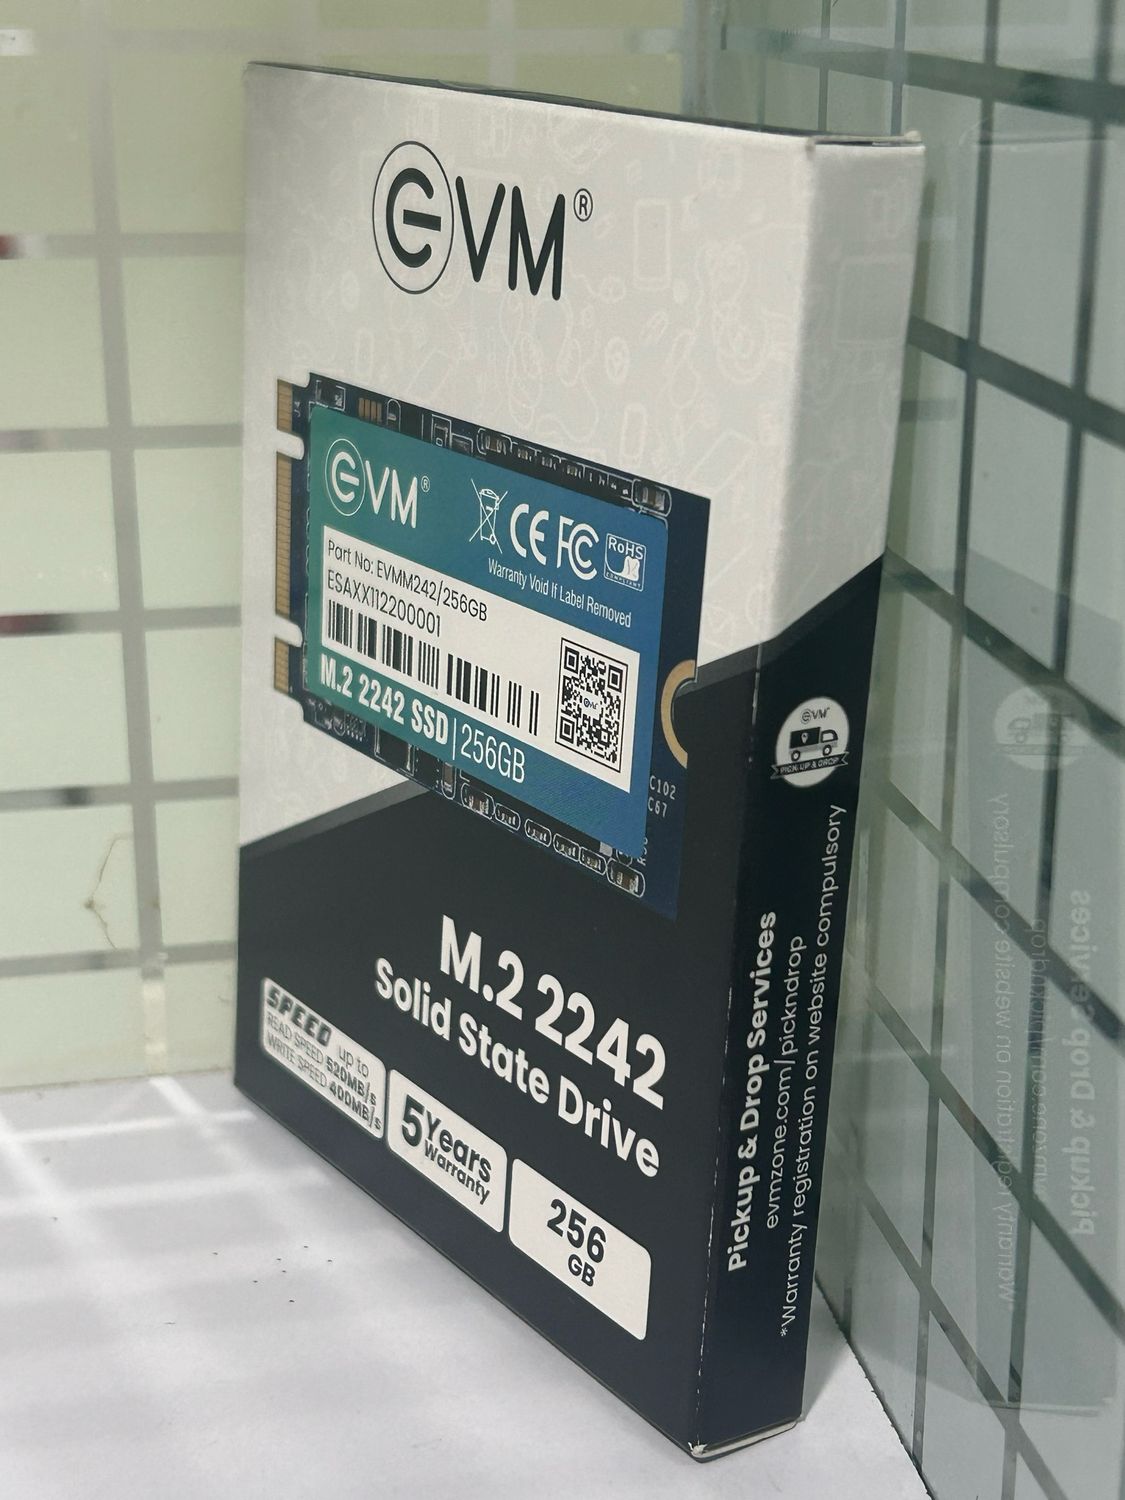 EVM®
EVM®
CE FC RoHS
COMPLIANT
Warranty Void If Label Removed
Part No: EVMM242/256GB
ESAXX112200001
M.2 2242 SSD | 256GB
J4
C102
C67
M.2 2242
Solid State Drive
SPEED up to
READ SPEED 520MB/s
WRITE SPEED 400MB/s
5 Years
Warranty
256
GB
EVM
PICK UP & DROP
Pickup & Drop Services
evmzone.com/pickndrop
*Warranty registration on website compulsory